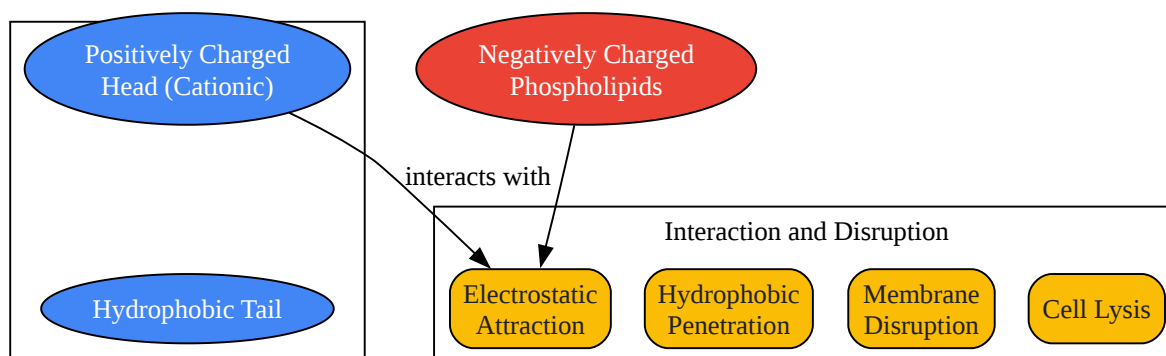 Positively Charged
Head (Cationic)
Negatively Charged
Phospholipids
interacts with
Interaction and Disruption
Hydrophobic Tail
Electrostatic
Attraction
Hydrophobic
Penetration
Membrane
Disruption
Cell Lysis